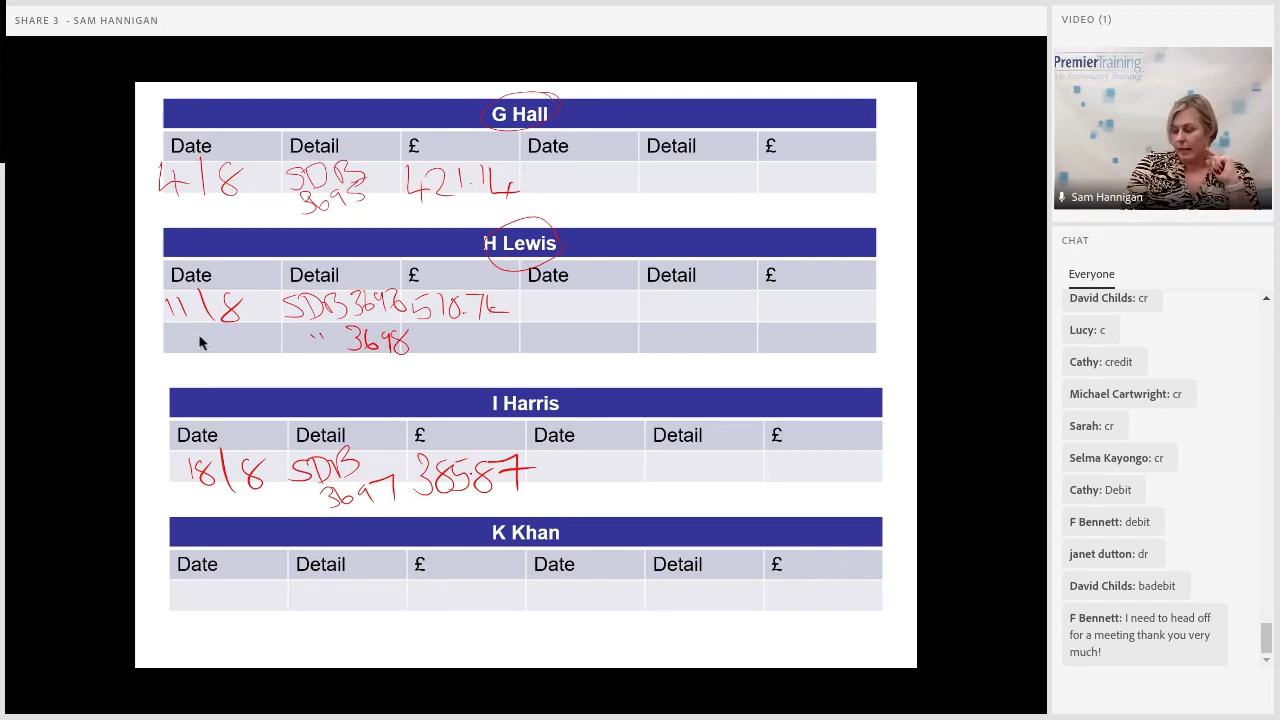 SHARE 3 - SAM HANNIGAN
G Hall
Date Detail £ Date Detail £
4/8 SDB 421.14
3695
H Lewis
Date Detail £ Date Detail £
11/8 SDB 3696 510.74
" 3698
I Harris
Date Detail £ Date Detail £
18/8 SDB 385.87
3697
K Khan
Date Detail £ Date Detail £
VIDEO (1)
PremierTraining
Sam Hannigan
CHAT
Everyone
David Childs: cr
Lucy: c
Cathy: credit
Michael Cartwright: cr
Sarah: cr
Selma Kayongo: cr
Cathy: Debit
F Bennett: debit
janet dutton: dr
David Childs: badebit
F Bennett: I need to head off
for a meeting thank you very
much!